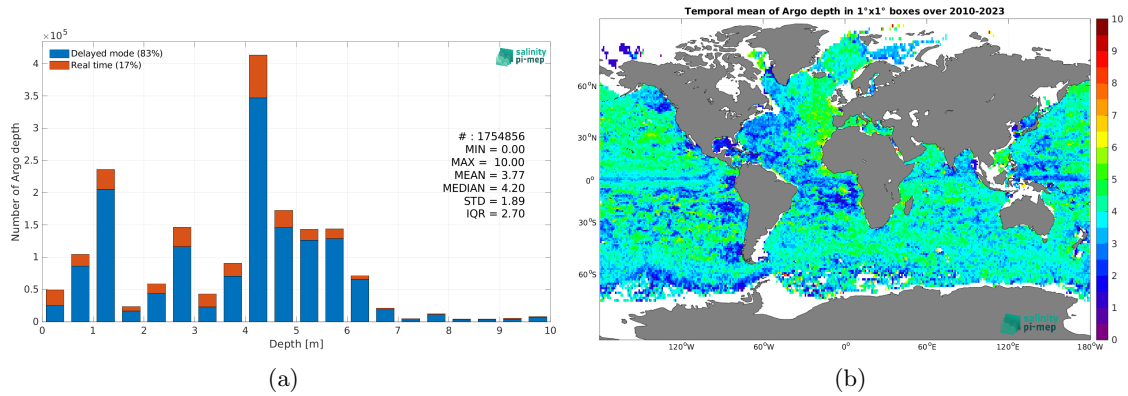 ×10⁵
Delayed mode (83%)
Real time (17%)
salinity
pi-mep
# : 1754856
MIN = 0.00
MAX = 10.00
MEAN = 3.77
MEDIAN = 4.20
STD = 1.89
IQR = 2.70
Number of Argo depth
4
3.5
3
2.5
2
1.5
1
0.5
0
0 1 2 3 4 5 6 7 8 9 10
Depth [m]
(a)
Temporal mean of Argo depth in 1°x1° boxes over 2010-2023
60°N
30°N
0°
30°S
60°S
120°W 60°W 0° 60°E 120°E 180°W
salinity
pi-mep
10
9
8
7
6
5
4
3
2
1
0
(b)